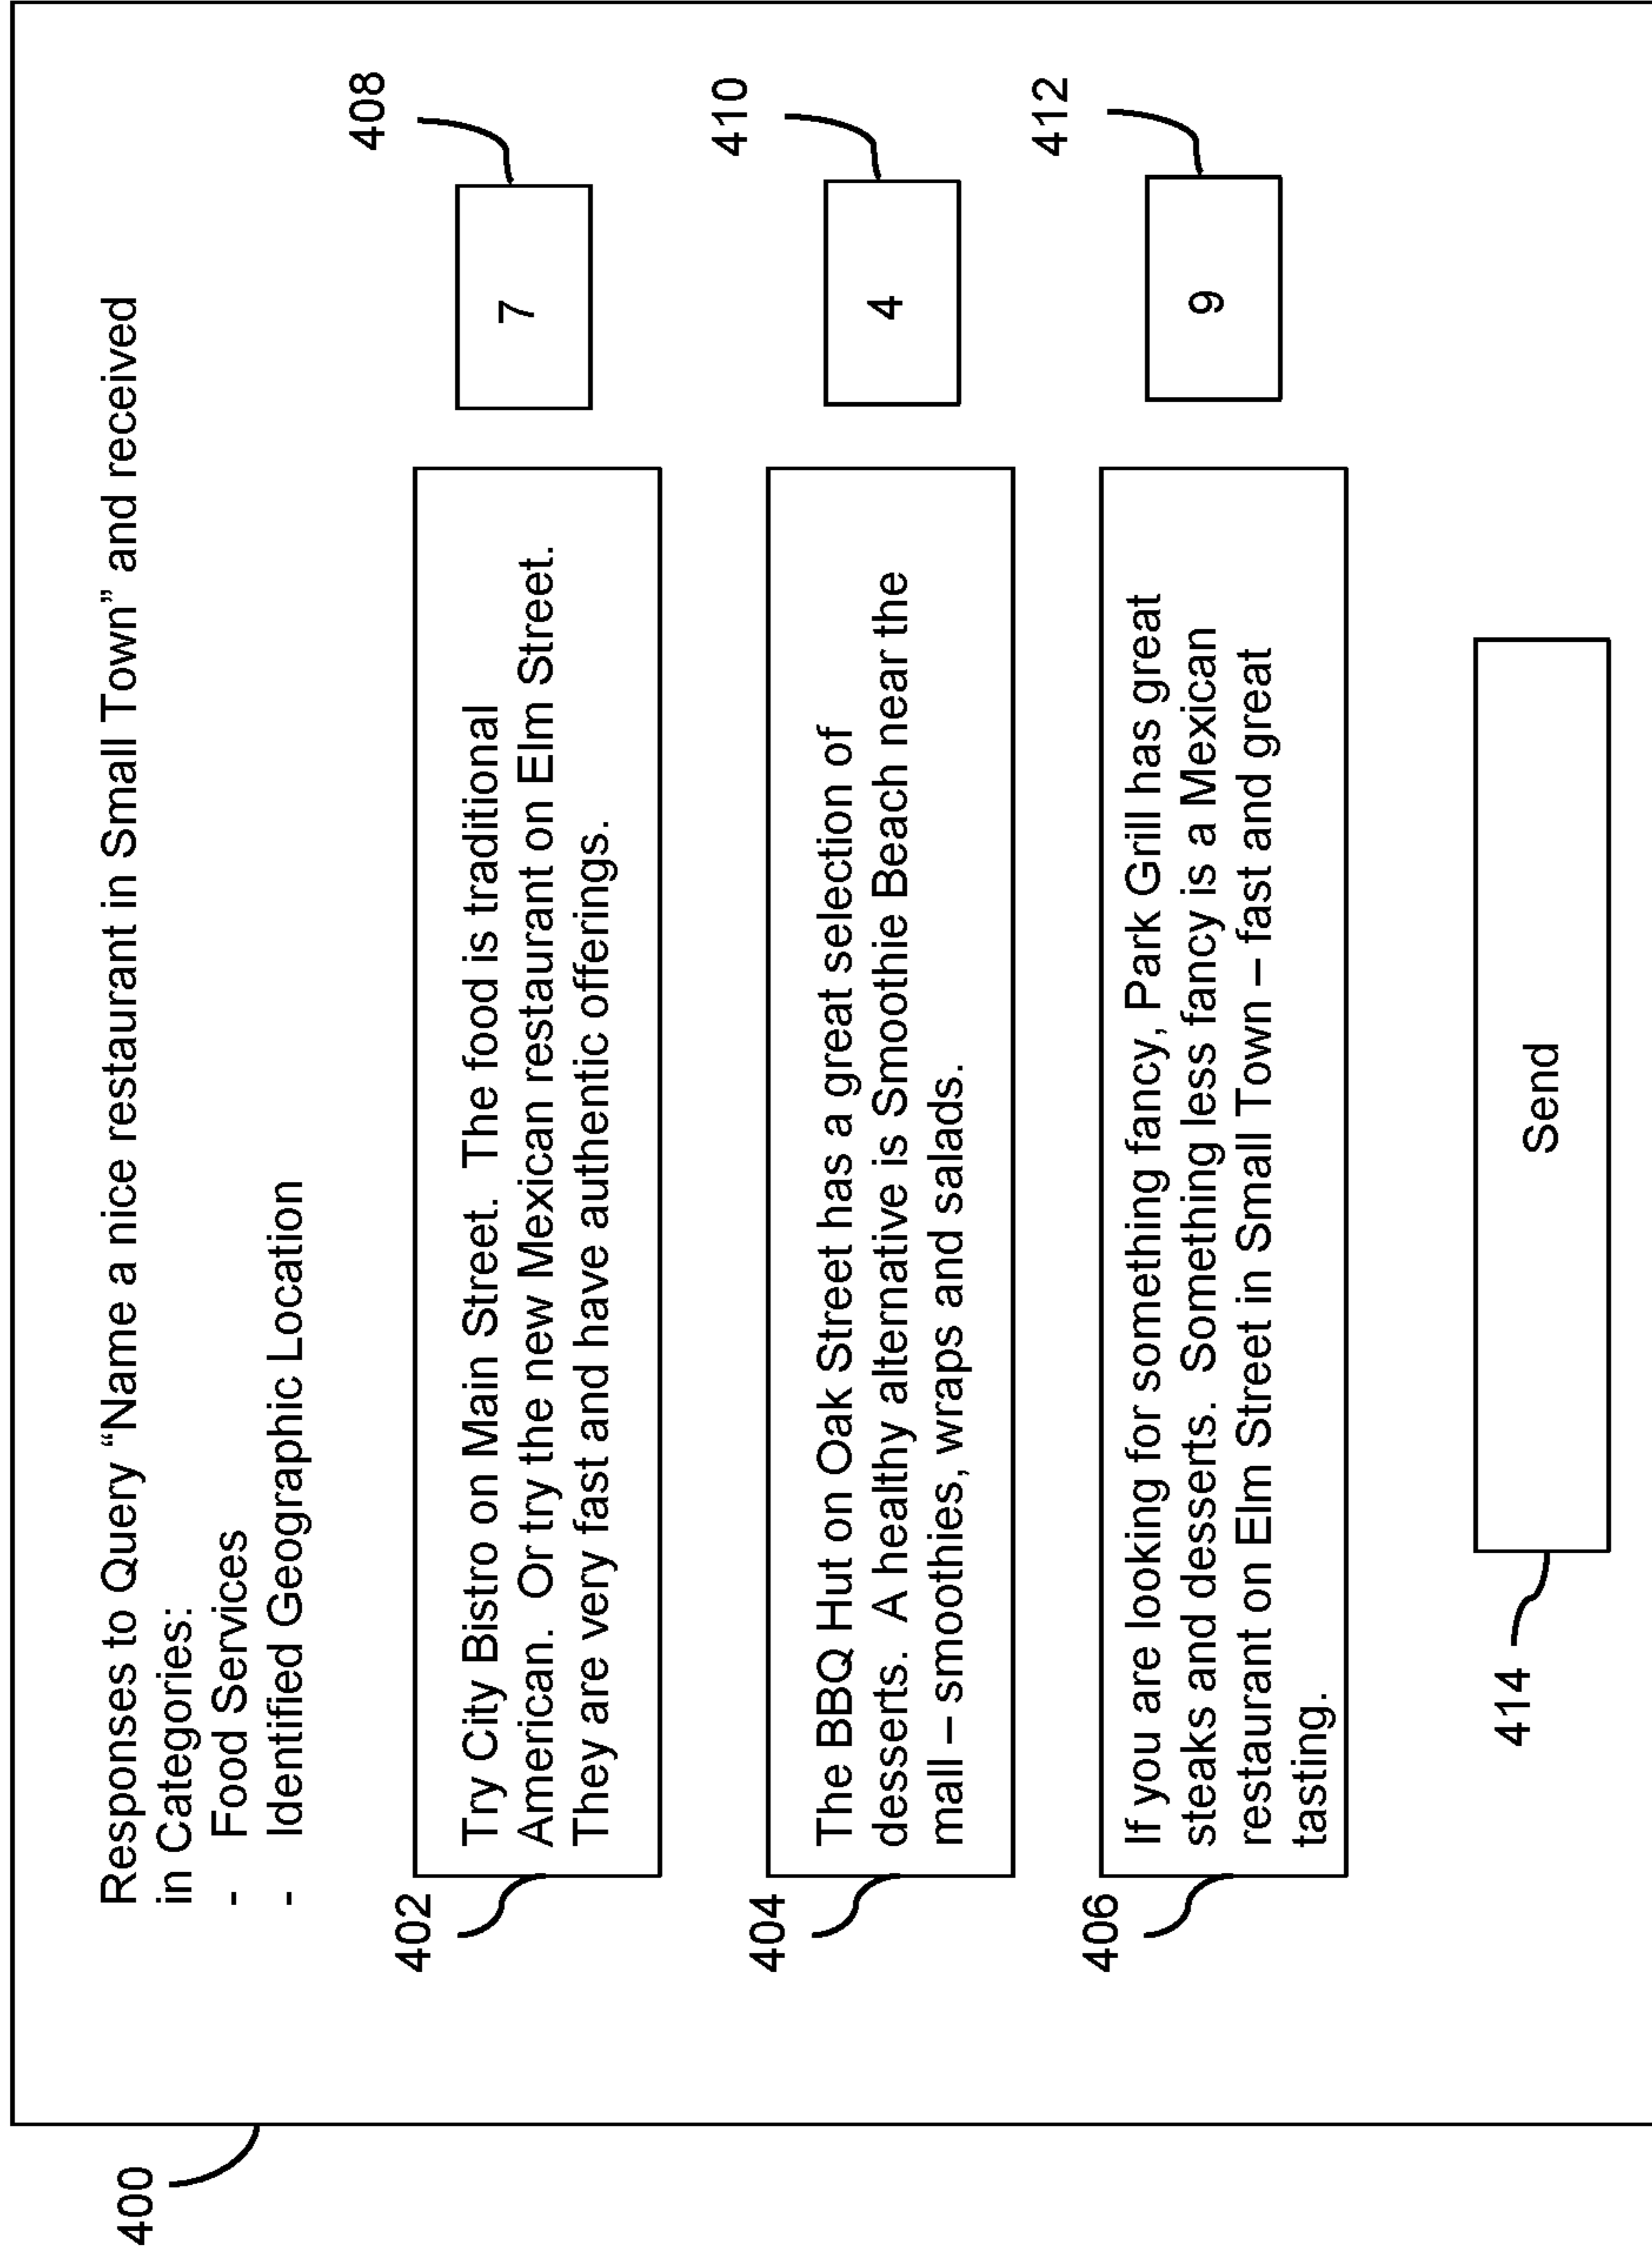 400
Responses to Query “Name a nice restaurant in Small Town” and received
in Categories:
- Food Services
- Identified Geographic Location
402
Try City Bistro on Main Street. The food is traditional
American. Or try the new Mexican restaurant on Elm Street.
They are very fast and have authentic offerings.
7
408
404
The BBQ Hut on Oak Street has a great selection of
desserts. A healthy alternative is Smoothie Beach near the
mall – smoothies, wraps and salads.
4
410
406
If you are looking for something fancy, Park Grill has great
steaks and desserts. Something less fancy is a Mexican
restaurant on Elm Street in Small Town – fast and great
tasting.
9
412
414
Send